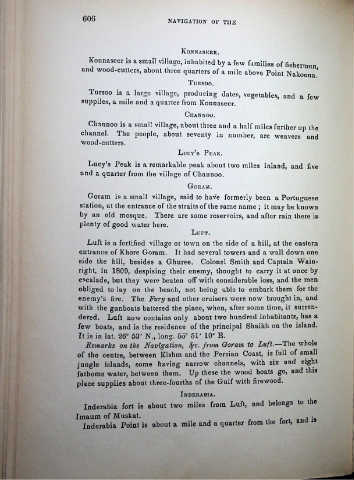 606
NAVIGATION OF THE
KONNASEER.
Konnaseer is a small village, inhabited by a few families of fishermen,
and wood-cutters, about three quarters of a mile above Point Nakoona.
TURSOO.
Tursoo is a large village, producing dates, vegetables, and a few
supplies, a mile and a quarter from Konnaseer.
CHANNOO.
Channoo is a small village, about three and a half miles further up the
channel. The people, about seventy in number, are weavers and
wood-cutters.
LUCY'S PEAK.
Lucy's Peak is a remarkable peak about two miles inland, and five
and a quarter from the village of Channoo.
GORAM.
Goram is a small village, said to have formerly been a Portuguese
station, at the entrance of the straits of the same name; it may be known
by an old mosque. There are some reservoirs, and after rain there is
plenty of good water here.
LUFT.
Luft is a fortified village or town on the side of a hill, at the eastern
entrance of Khore Goram. It had several towers and a wall down one
side the hill, besides a Ghuree. Colonel Smith and Captain Wain-
right, in 1809, despising their enemy, thought to carry it at once by
escalade, but they were beaten off with considerable loss, and the men
obliged to lay on the beach, not being able to embark them for the
enemy's fire. The Fury and other cruisers were now brought in, and
with the gunboats battered the place, when, after some time, it surren-
dered. Luft now contains only about two hundred inhabitants, has a
few boats, and is the residence of the principal Shaikh on the island.
It is in lat. 26° 53' N., long. 55° 51' 10" E.
Remarks on the Navigation, &c. from Goram to Luft.—The whole
of the centre, between Kishm and the Persian Coast, is full of small
jungle islands, some having narrow channels, with six and eight
fathoms water, between them. Up these the wood boats go, and this
place supplies about three-fourths of the Gulf with firewood.
INDERABIA.
Inderabia fort is about two miles from Luft, and belongs to the
Imaum of Muskat.
Inderabia Point is about a mile and a quarter from the fort, and is